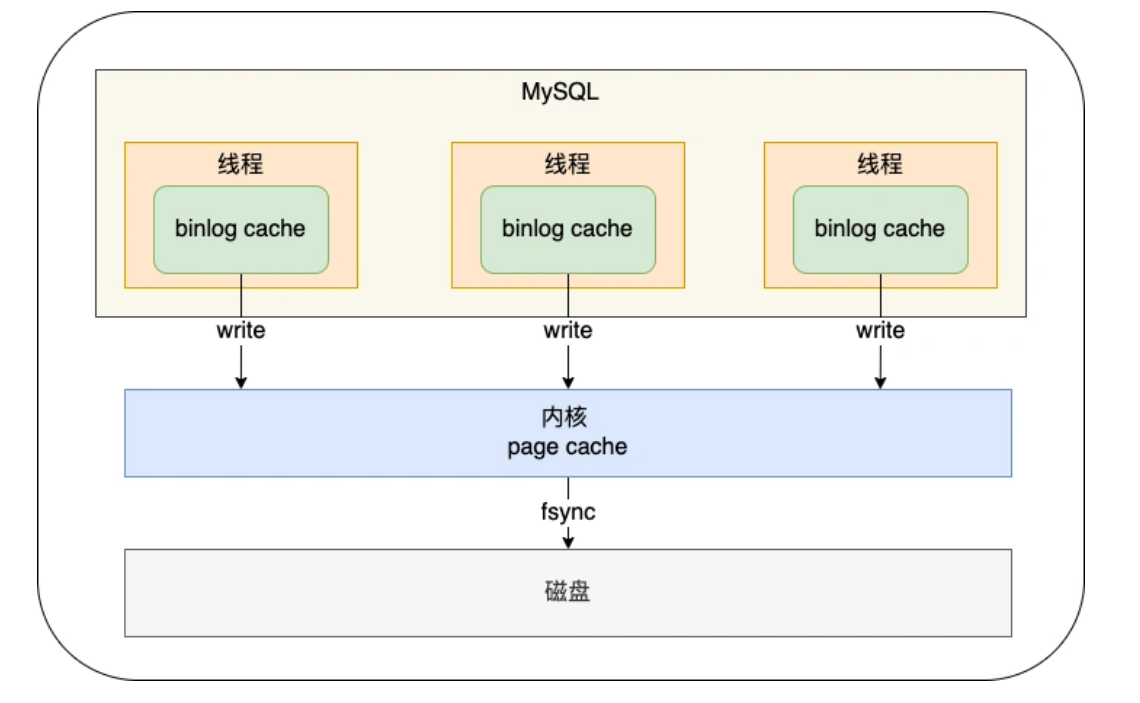 MySQL
线程
线程
线程
binlog cache
binlog cache
binlog cache
write
write
write
内核
page cache
fsync
磁盘